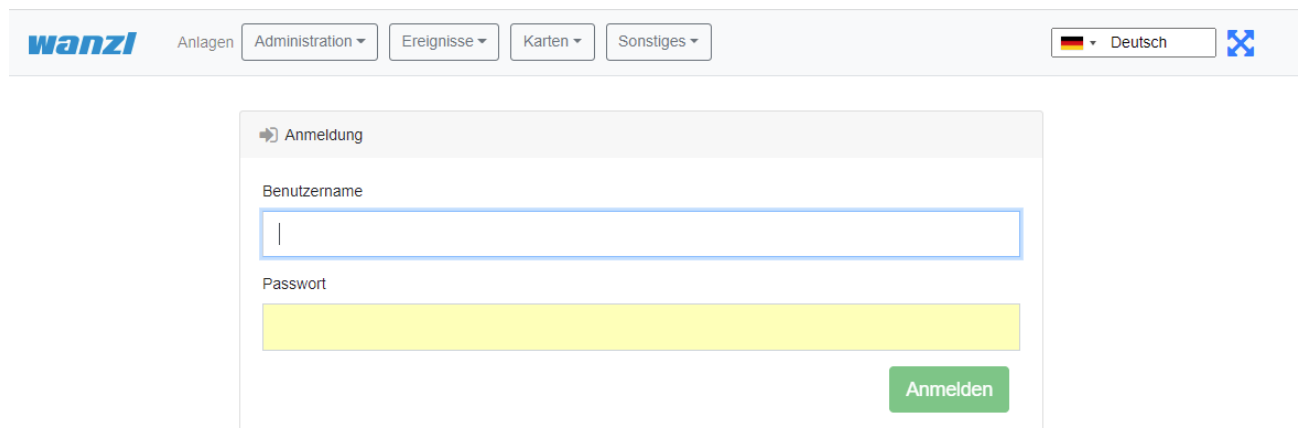 wanzl Anlagen Administration Ereignisse Karten Sonstiges Deutsch
Anmeldung
Benutzername
Passwort
Anmelden